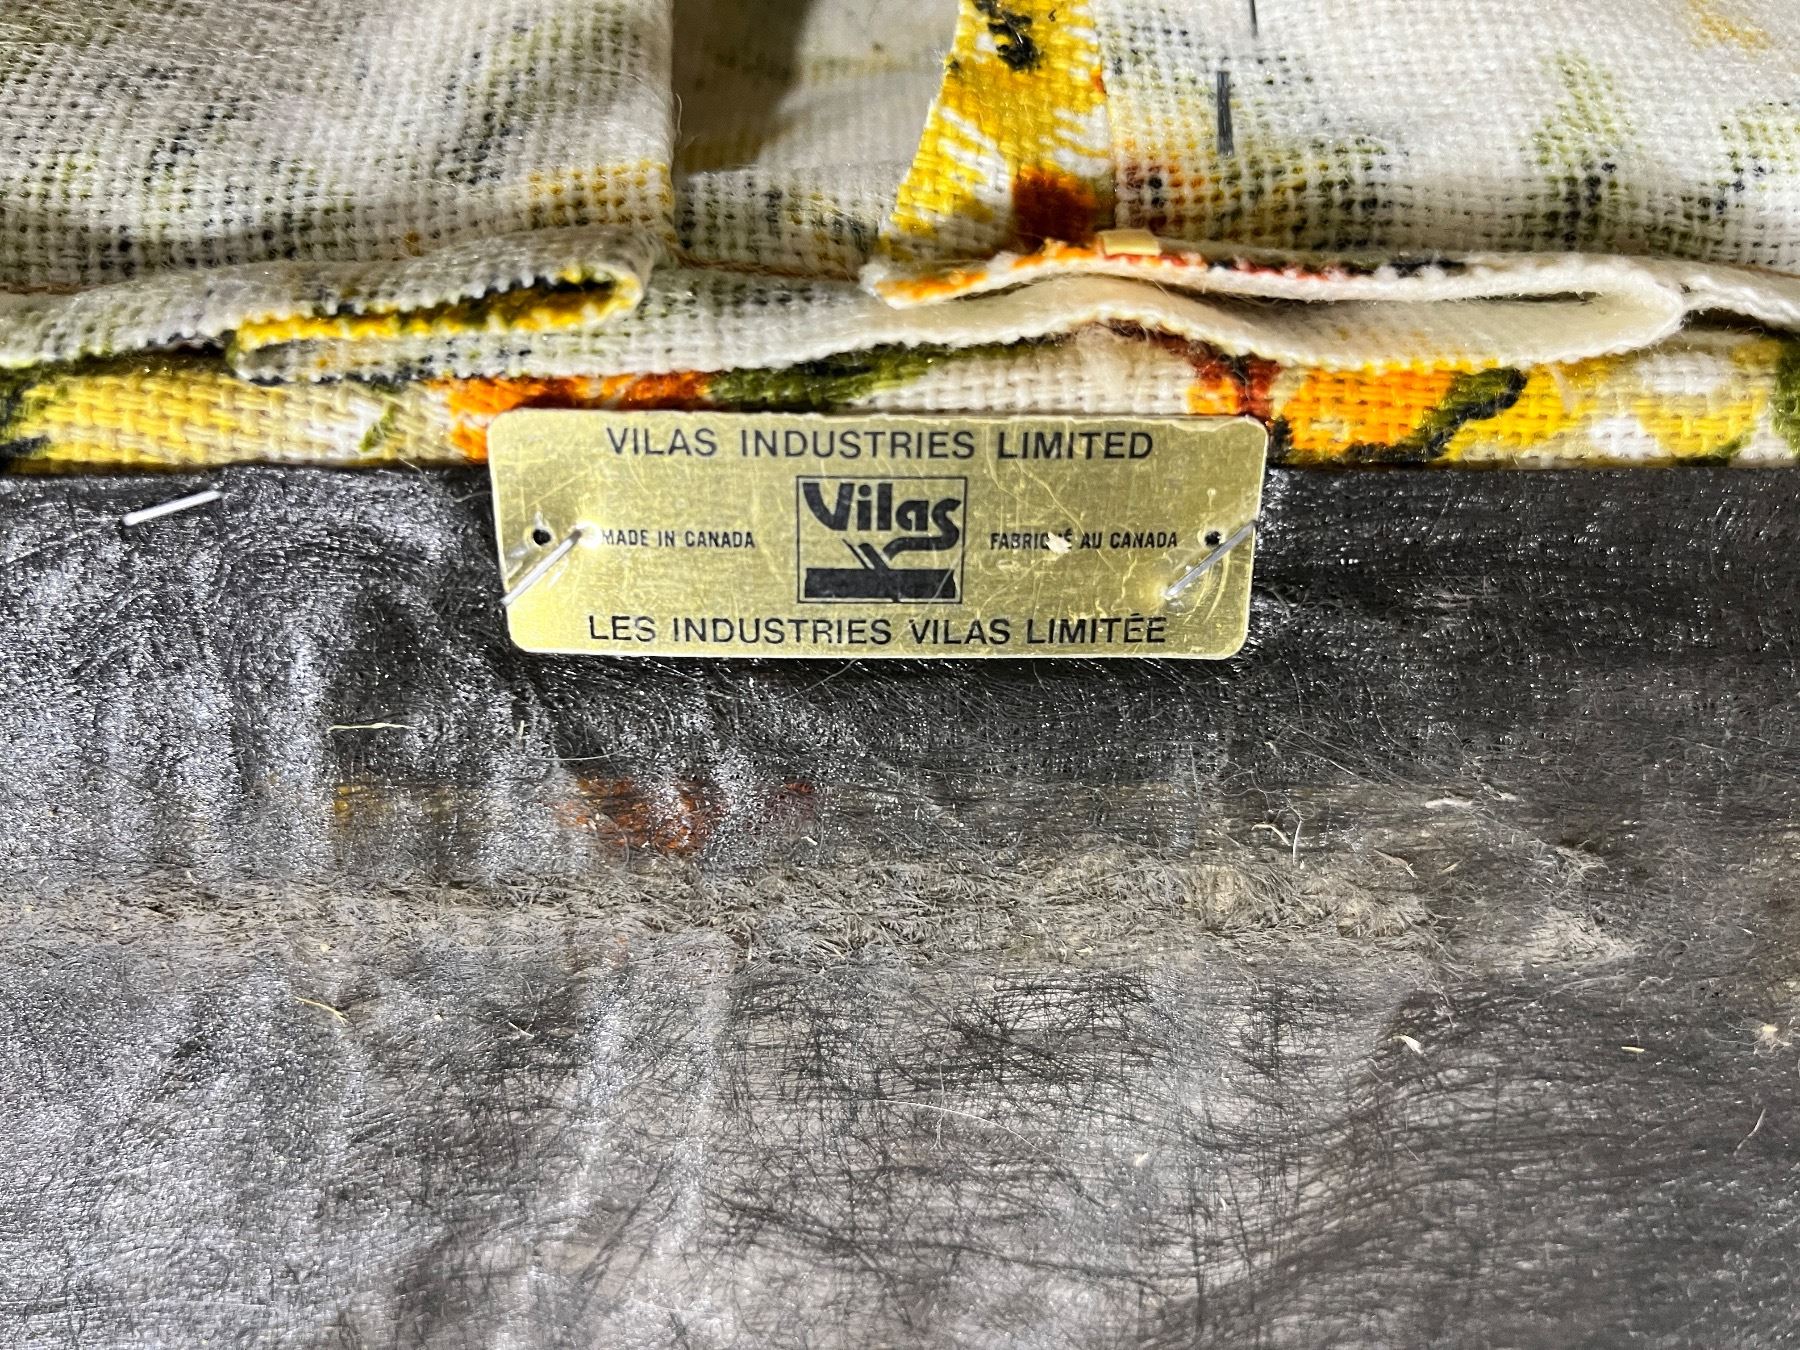 VILAS INDUSTRIES LIMITED
MADE IN CANADA
Vilas
FABRIQUÉ AU CANADA
LES INDUSTRIES VILAS LIMITÉE